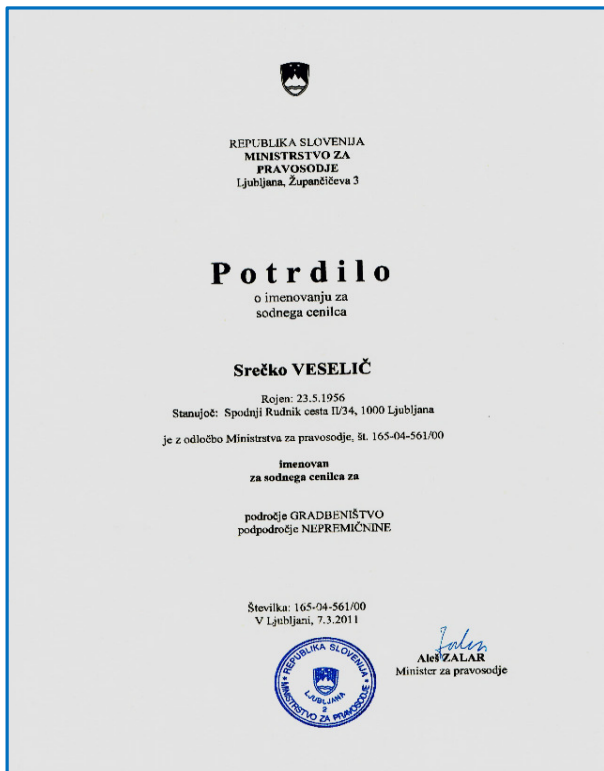 REPUBLIKA SLOVENIJA
MINISTRSTVO ZA
PRAVOSODJE
Ljubljana, Župančičeva 3
Potrdilo
o imenovanju za
sodnega cenilca
Srečko VESELIČ
Rojen: 23.5.1956
Stanujoč: Spodnji Rudnik cesta II/34, 1000 Ljubljana
je z odločbo Ministrstva za pravosodje, št. 165-04-561/00
imenovan
za sodnega cenilca za
področje GRADBENIŠTVO
podpodročje NEPREMIČNINE
Številka: 165-04-561/00
V Ljubljani, 7.3.2011
Aleš ZALAR
Minister za pravosodje
REPUBLIKA SLOVENIJA
MINISTRSTVO ZA PRAVOSODJE
LJUBLJANA
2